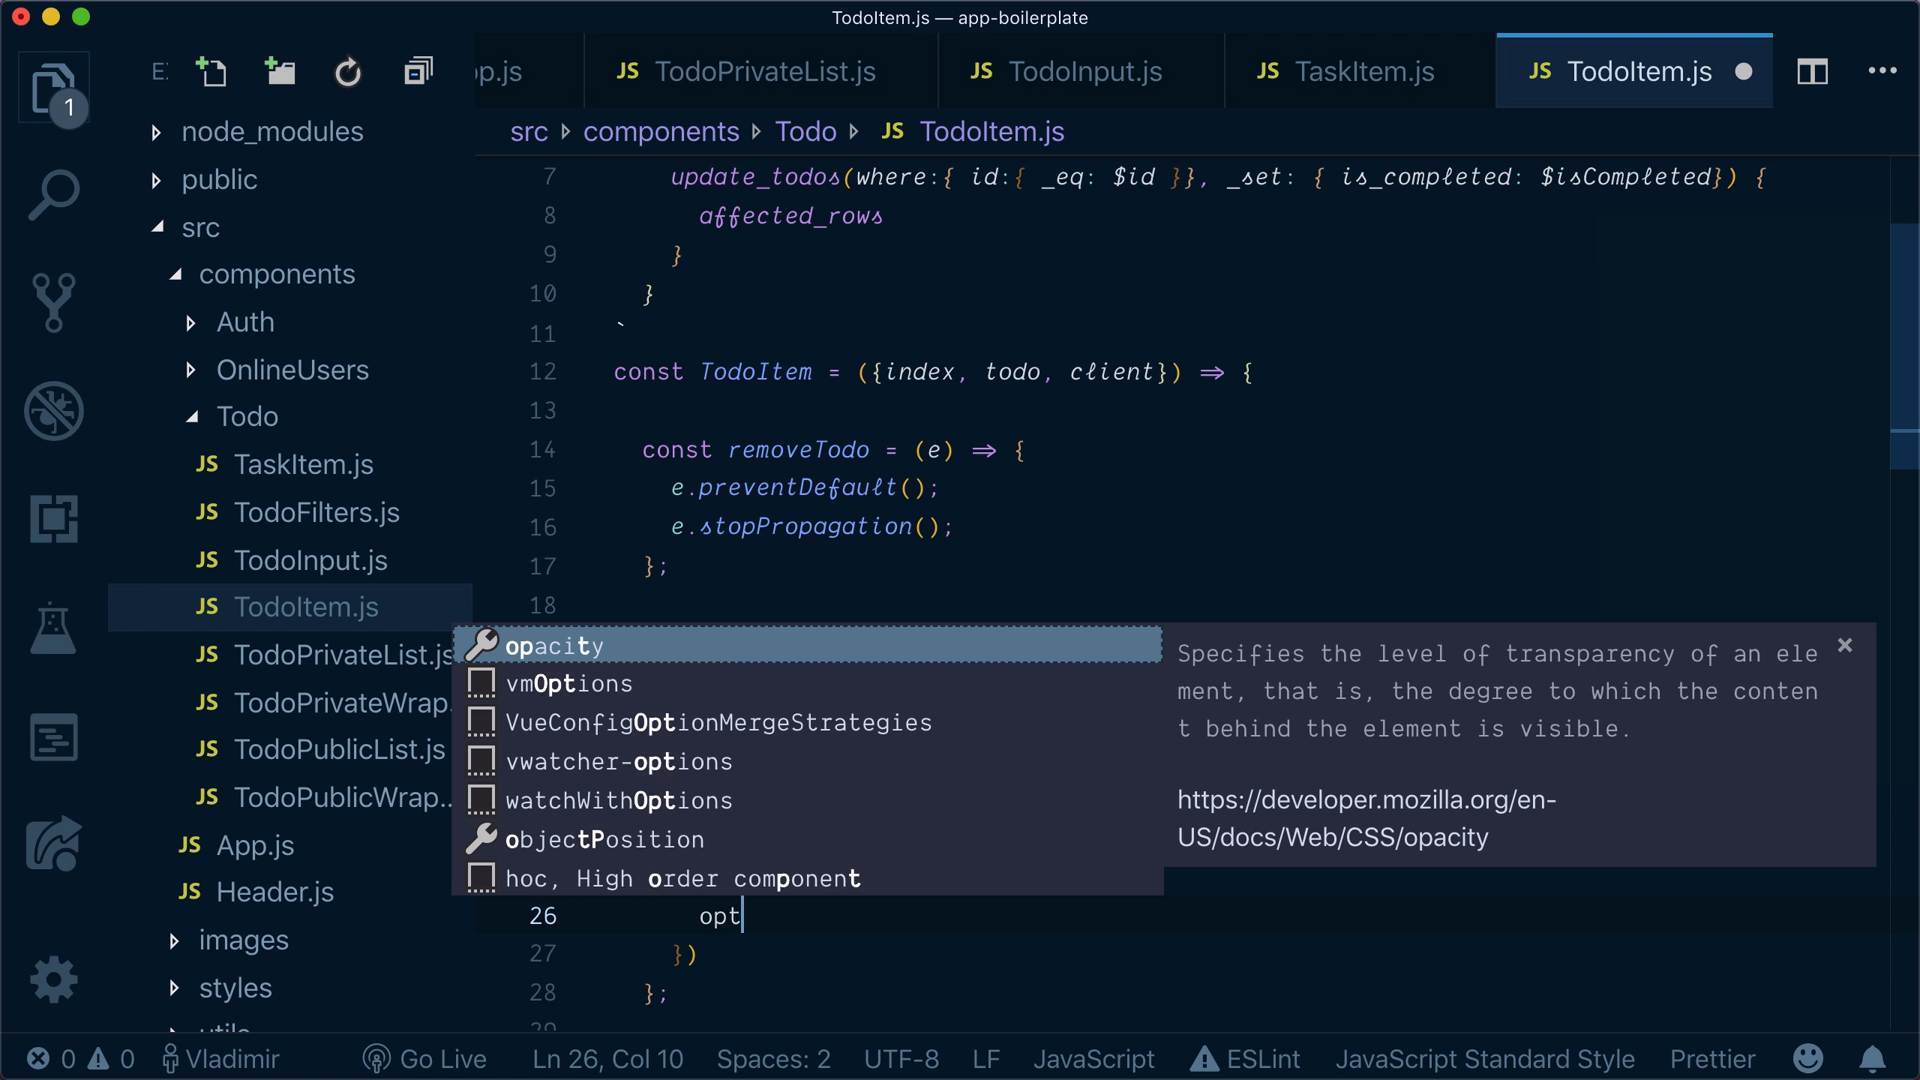 TodoItem.js — app-boilerplate
E:
p.js
JS TodoPrivateList.js
JS TodoInput.js
JS TaskItem.js
JS TodoItem.js
1
src components Todo JS TodoItem.js
node_modules
public
src
components
Auth
OnlineUsers
Todo
JS TaskItem.js
JS TodoFilters.js
JS TodoInput.js
JS TodoItem.js
JS TodoPrivateList.js
JS TodoPrivateWrap.
JS TodoPublicList.js
JS TodoPublicWrap...
JS App.js
JS Header.js
images
styles
7 update_todos(where:{ id:{ _eq: $id }}, _set: { is_completed: $isCompleted}) {
8 affected_rows
9 }
10 }
11 `
12 const TodoItem = ({index, todo, client}) => {
13
14 const removeTodo = (e) => {
15 e.preventDefault();
16 e.stopPropagation();
17 };
18
opacity
vmOptions
VueConfigOptionMergeStrategies
vwatcher-options
watchWithOptions
objectPosition
hoc, High order component
Specifies the level of transparency of an ele
ment, that is, the degree to which the conten
t behind the element is visible.
https://developer.mozilla.org/en-
US/docs/Web/CSS/opacity
26 opt
27 })
28 };
29
0 0 Vladimir Go Live Ln 26, Col 10 Spaces: 2 UTF-8 LF JavaScript ESLint JavaScript Standard Style Prettier